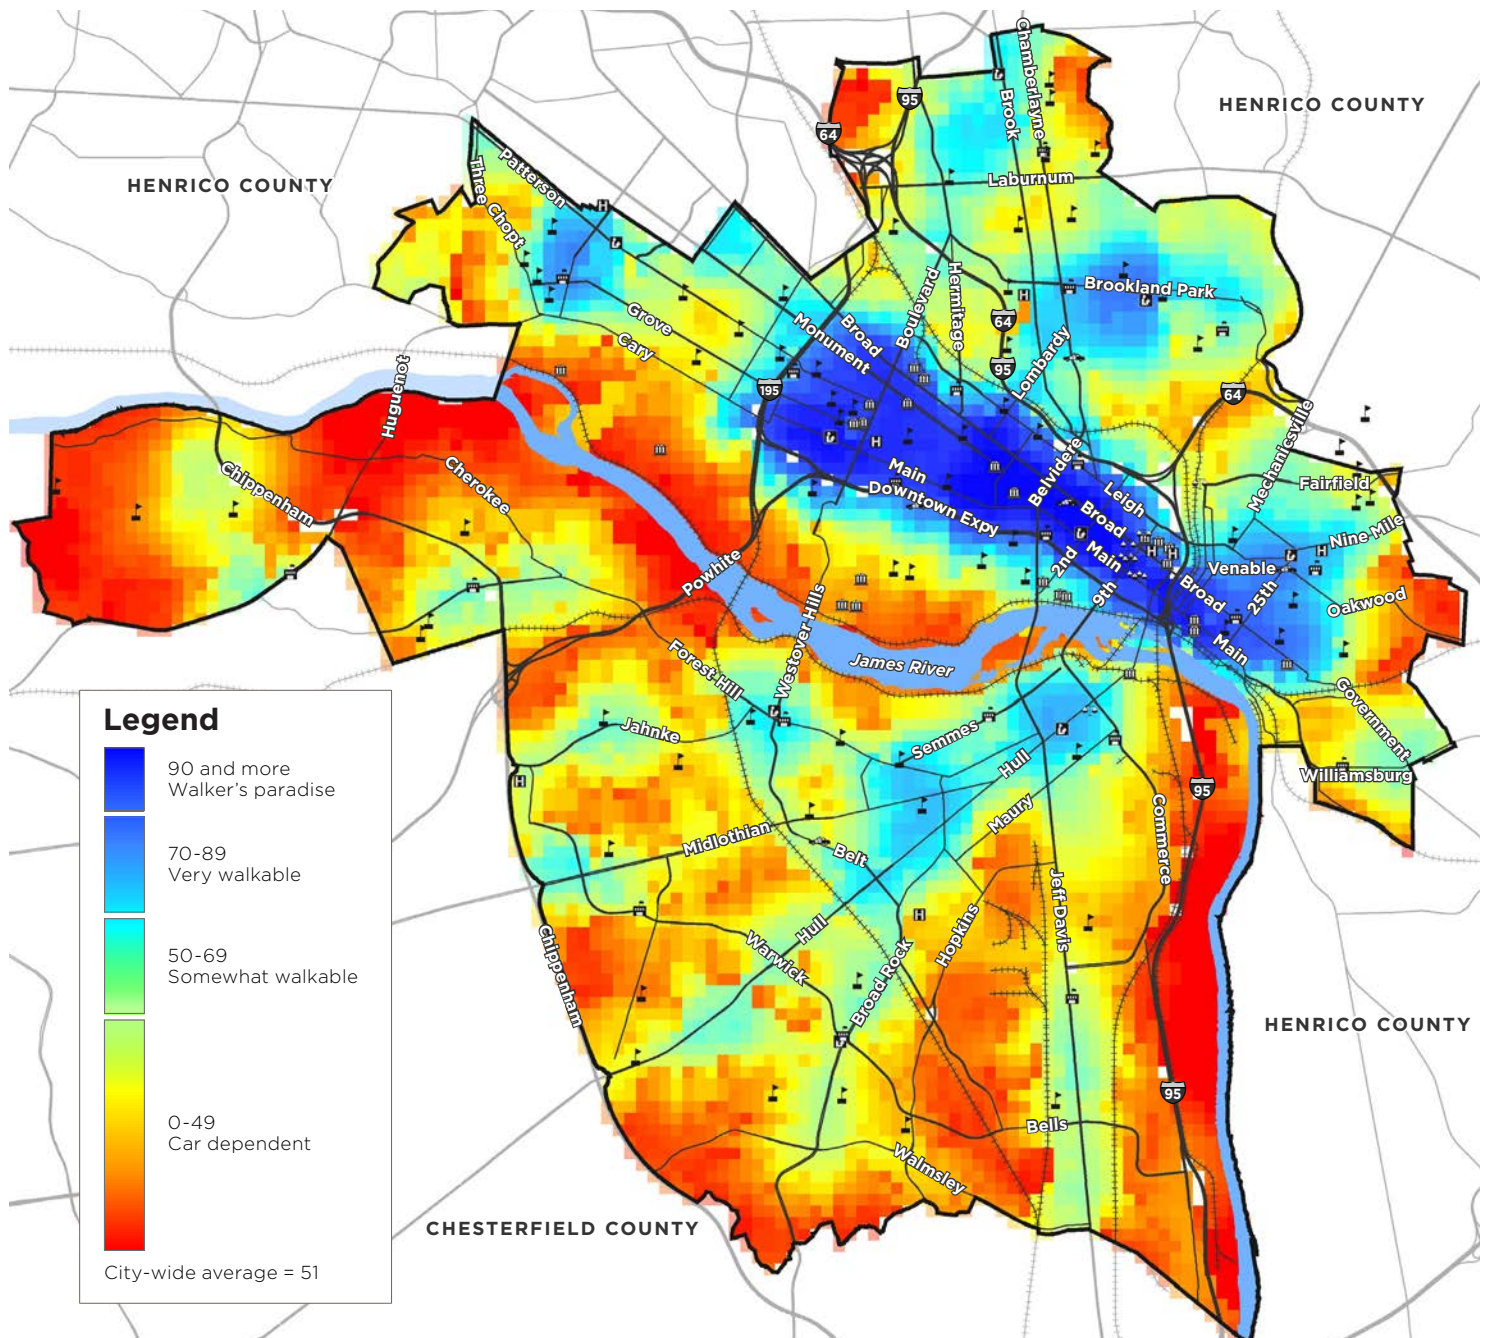 HENRICO COUNTY
HENRICO COUNTY
Chamberlayne
Brook
95
64
Laburnum
Three Chopt
Patterson
Grove
Cary
Monument
Broad
Boulevard
Hermitage
64
95
Lombardy
Brookland Park
195
64
Huguenot
Chippenham
Cherokee
Powhite
Main
Downtown Expy
Belvidere
Leigh
Broad
Main
2nd
9th
Mechanicsville
Fairfield
Nine Mile
Venable
25th
Oakwood
Broad
Main
Government
Williamsburg
James River
Westover Hills
Forest Hill
Jahnke
Semmes
Hull
Maury
Commerce
95
Midlothian
Belt
Jeff Davis
Hopkins
Hull
Warwick
Broad Rock
Chippenham
95
Bells
Walmsley
HENRICO COUNTY
CHESTERFIELD COUNTY
Legend
90 and more
Walker's paradise
70-89
Very walkable
50-69
Somewhat walkable
0-49
Car dependent
City-wide average = 51
H
H
H
H
H
H
H
H